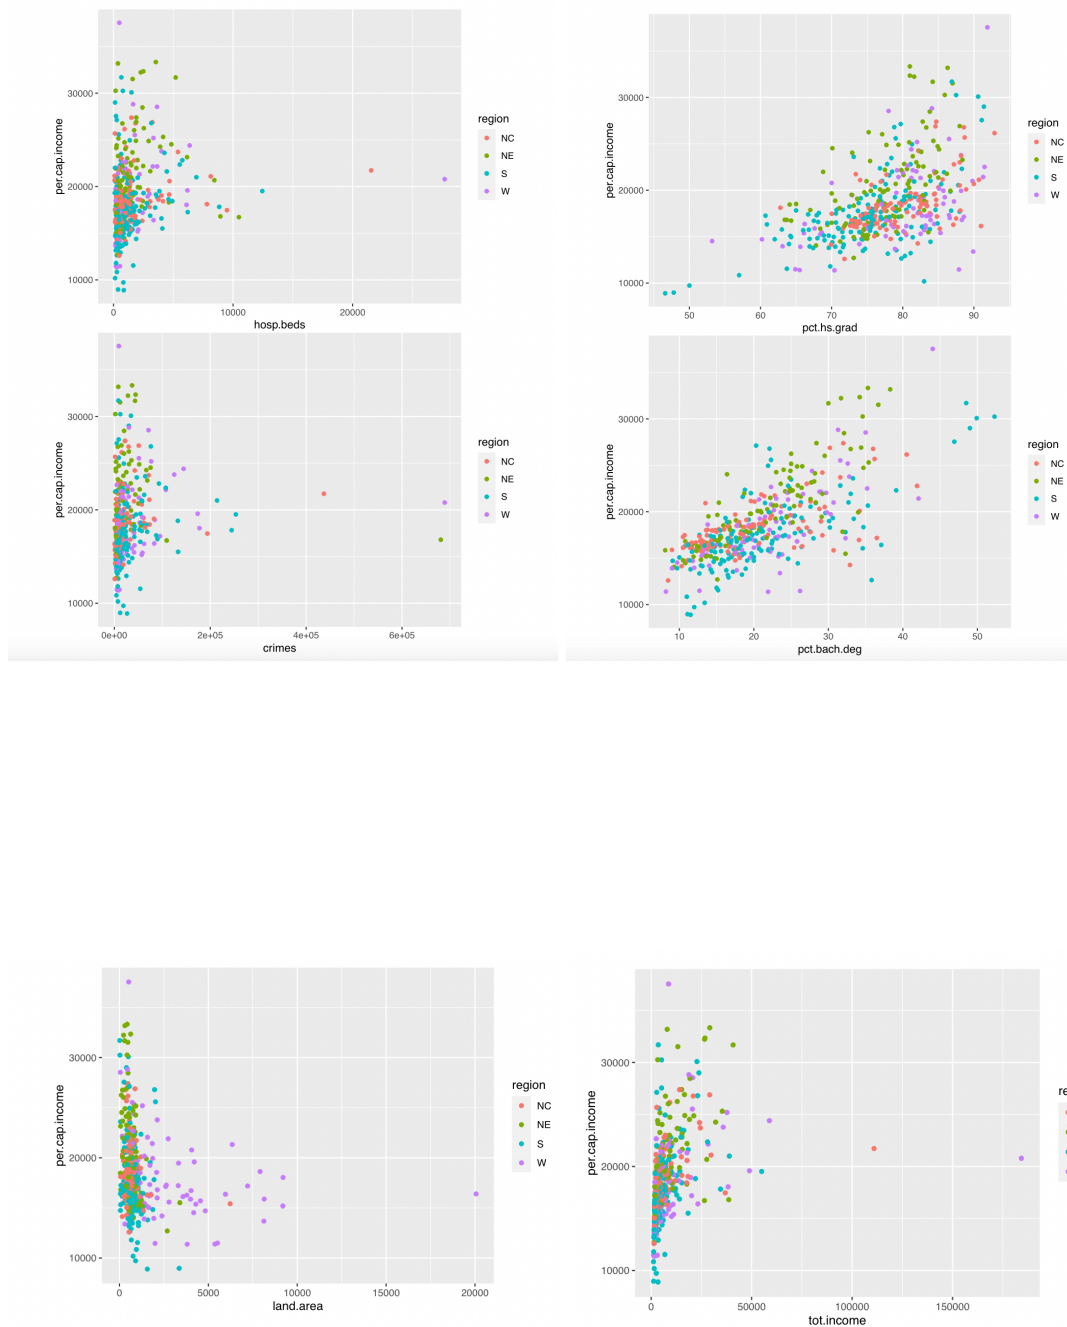 per.cap.income
30000
20000
10000
0
10000
20000
hosp.beds
region
NC
NE
S
W
per.cap.income
30000
20000
10000
50
60
70
80
90
pct.hs.grad
region
NC
NE
S
W
per.cap.income
30000
20000
10000
0e+00
2e+05
4e+05
6e+05
crimes
region
NC
NE
S
W
per.cap.income
30000
20000
10000
10
20
30
40
50
pct.bach.deg
region
NC
NE
S
W
per.cap.income
30000
20000
10000
0
5000
10000
15000
20000
land.area
region
NC
NE
S
W
per.cap.income
30000
20000
10000
0
50000
100000
150000
tot.income
re